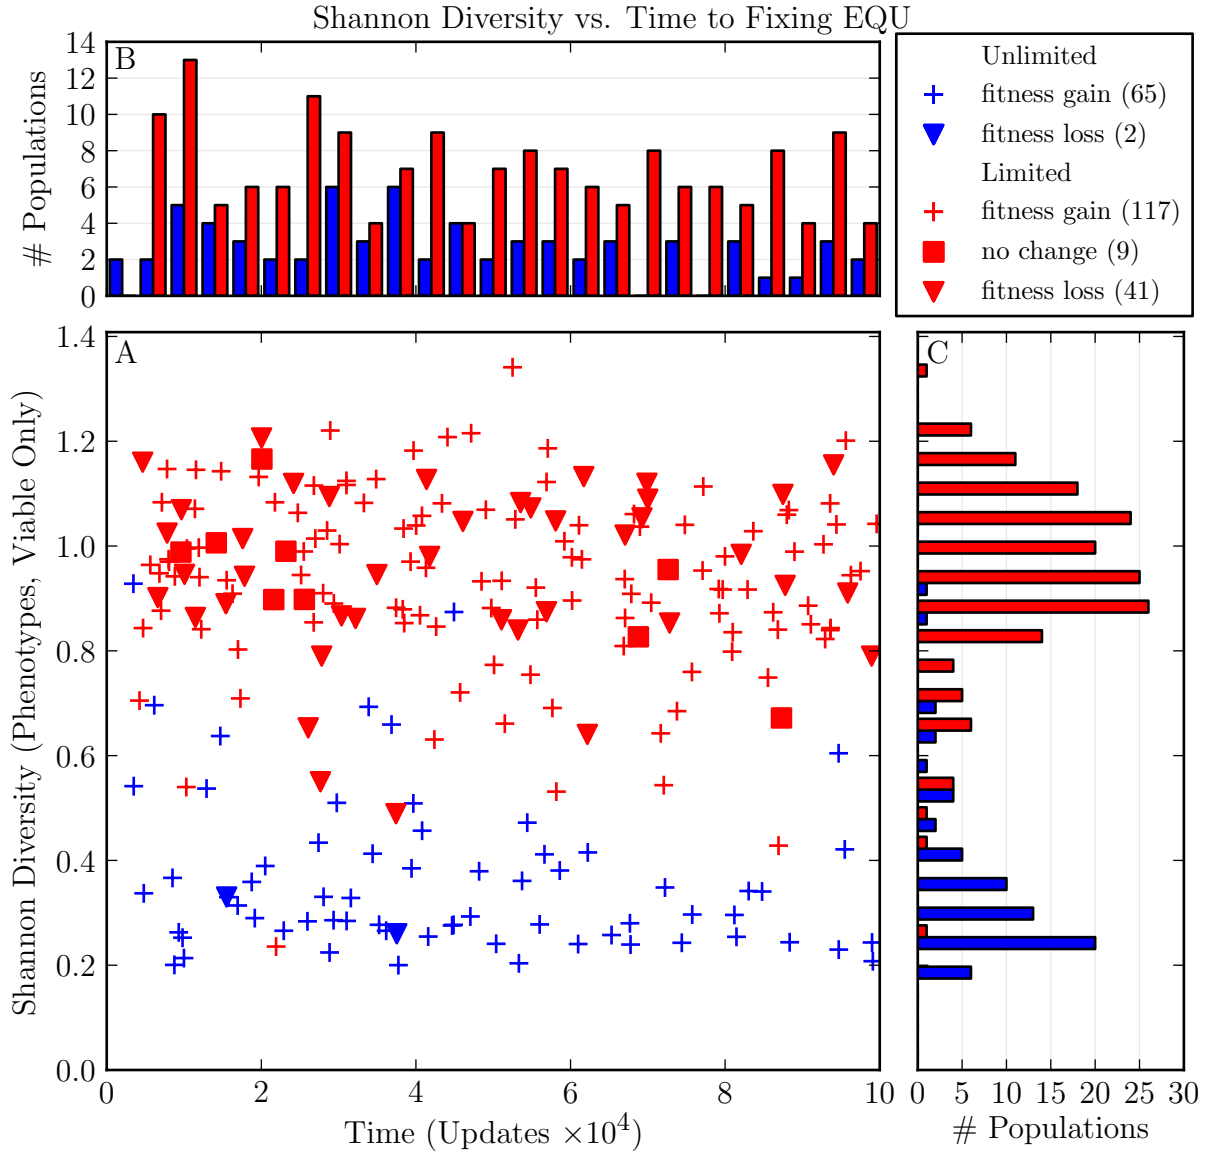 Shannon Diversity vs. Time to Fixing EQU
B
# Populations
14
12
10
8
6
4
2
0
Unlimited
fitness gain (65)
fitness loss (2)
Limited
fitness gain (117)
no change (9)
fitness loss (41)
A
Shannon Diversity (Phenotypes, Viable Only)
1.4
1.2
1.0
0.8
0.6
0.4
0.2
0.0
0 2 4 6 8 10
Time (Updates ×10⁴)
C
0 5 10 15 20 25 30
# Populations